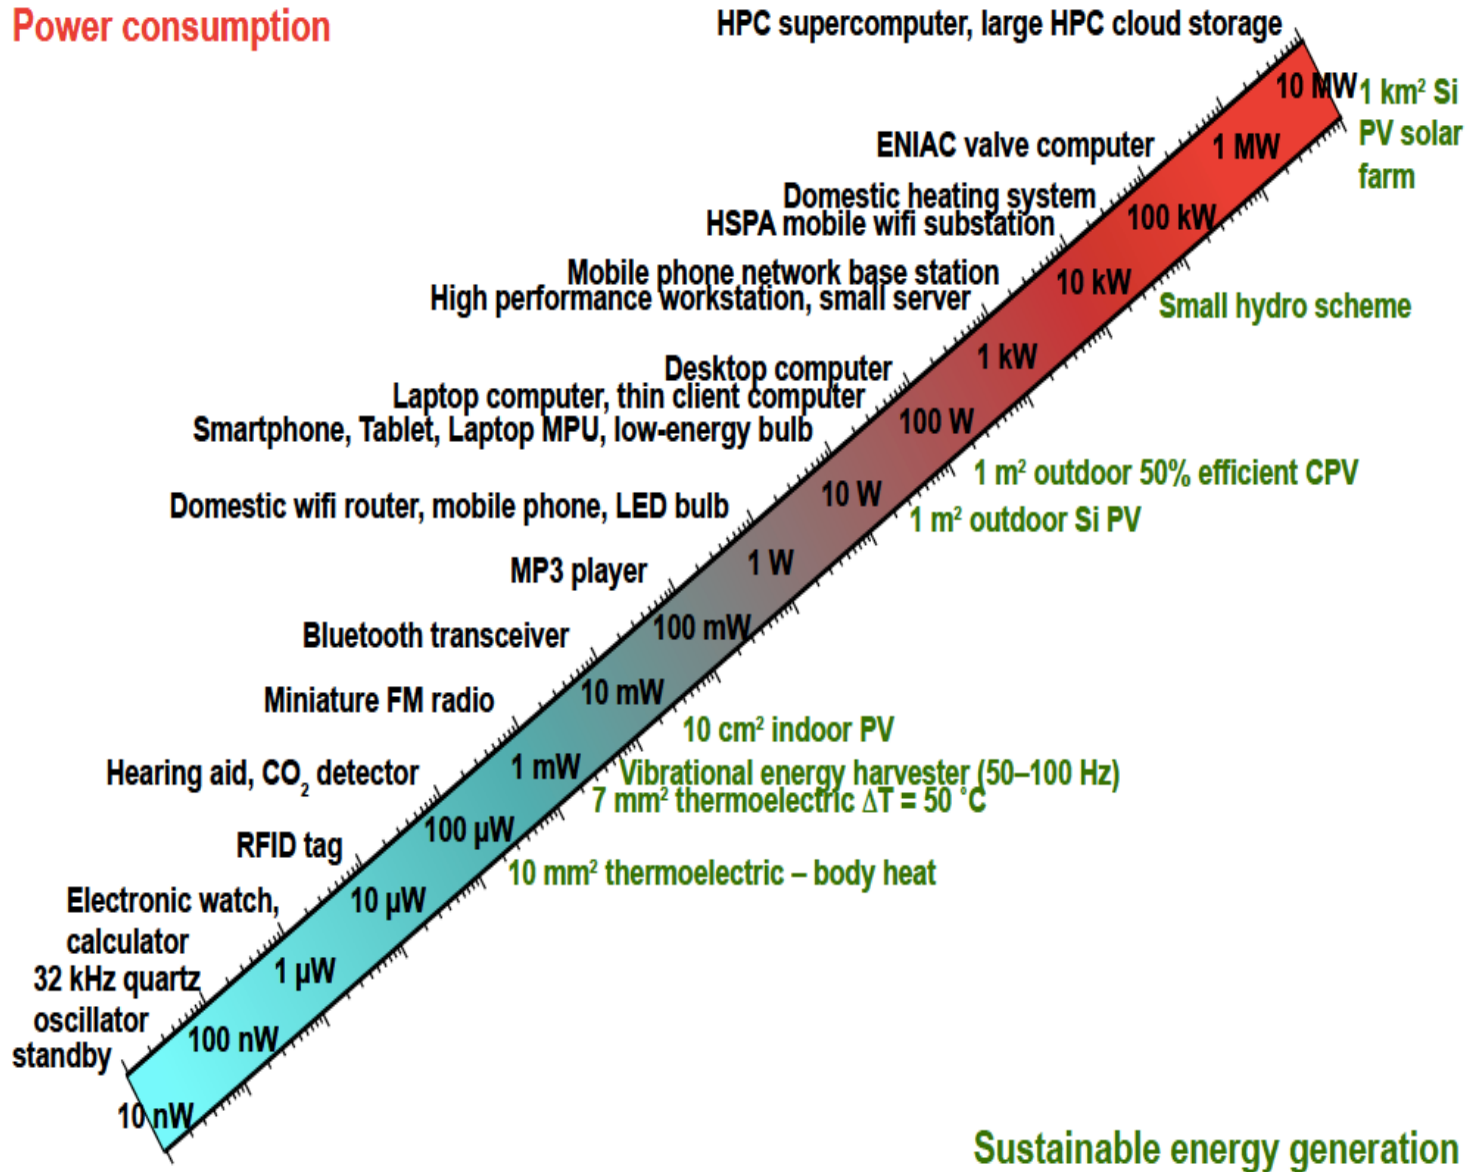 Power consumption
HPC supercomputer, large HPC cloud storage
10 MW
1 km² Si
PV solar
farm
ENIAC valve computer
1 MW
Domestic heating system
HSPA mobile wifi substation
100 kW
Mobile phone network base station
High performance workstation, small server
10 kW
Small hydro scheme
Desktop computer
1 kW
Laptop computer, thin client computer
Smartphone, Tablet, Laptop MPU, low-energy bulb
100 W
1 m² outdoor 50% efficient CPV
Domestic wifi router, mobile phone, LED bulb
10 W
1 m² outdoor Si PV
MP3 player
1 W
Bluetooth transceiver
100 mW
Miniature FM radio
10 mW
10 cm² indoor PV
Hearing aid, CO₂ detector
1 mW
Vibrational energy harvester (50–100 Hz)
7 mm² thermoelectric ΔT = 50 ˚C
RFID tag
100 µW
10 mm² thermoelectric – body heat
Electronic watch,
calculator
10 µW
32 kHz quartz
oscillator
standby
1 µW
100 nW
10 nW
Sustainable energy generation